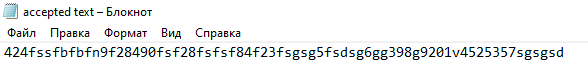 accepted text – Блокнот
Файл Правка Формат Вид Справка
424fssfbfbfn9f28490fsf28fsfsf84f23fsgsg5fsdsg6gg398g9201v4525357sgsgsd